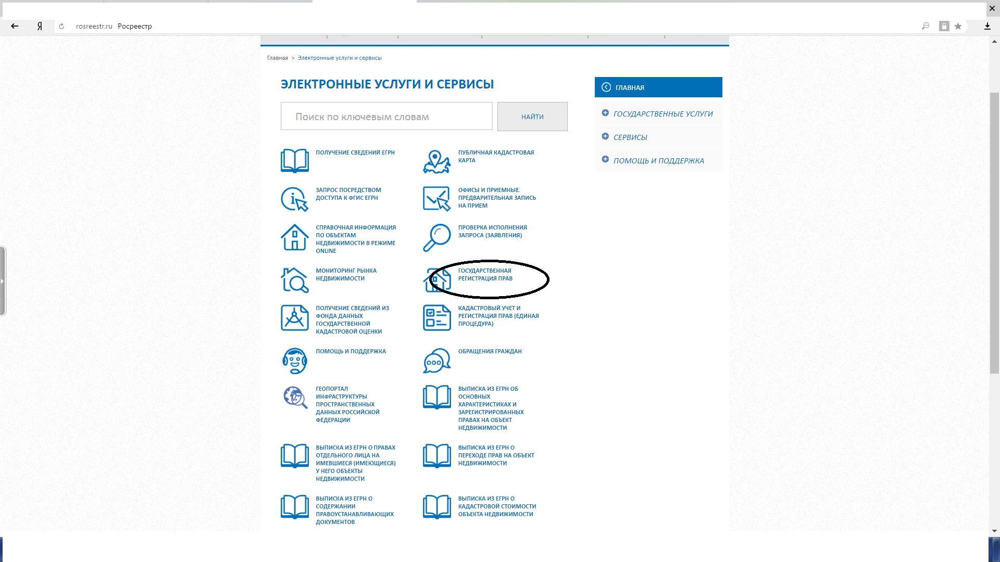 rosreestr.ru Росреестр
Главная > Электронные услуги и сервисы
ЭЛЕКТРОННЫЕ УСЛУГИ И СЕРВИСЫ
Поиск по ключевым словам
НАЙТИ
ПОЛУЧЕНИЕ СВЕДЕНИЙ ЕГРН
ПУБЛИЧНАЯ КАДАСТРОВАЯ
КАРТА
ЗАПРОС ПОСРЕДСТВОМ
ДОСТУПА К ФГИС ЕГРН
ОФИСЫ И ПРИЕМНЫЕ.
ПРЕДВАРИТЕЛЬНАЯ ЗАПИСЬ
НА ПРИЕМ
СПРАВОЧНАЯ ИНФОРМАЦИЯ
ПО ОБЪЕКТАМ
НЕДВИЖИМОСТИ В РЕЖИМЕ
ONLINE
ПРОВЕРКА ИСПОЛНЕНИЯ
ЗАПРОСА (ЗАЯВЛЕНИЯ)
МОНИТОРИНГ РЫНКА
НЕДВИЖИМОСТИ
ГОСУДАРСТВЕННАЯ
РЕГИСТРАЦИЯ ПРАВ
ПОЛУЧЕНИЕ СВЕДЕНИЙ ИЗ
ФОНДА ДАННЫХ
ГОСУДАРСТВЕННОЙ
КАДАСТРОВОЙ ОЦЕНКИ
КАДАСТРОВЫЙ УЧЕТ И
РЕГИСТРАЦИЯ ПРАВ (ЕДИНАЯ
ПРОЦЕДУРА)
ПОМОЩЬ И ПОДДЕРЖКА
ОБРАЩЕНИЯ ГРАЖДАН
ГЕОПОРТАЛ
ИНФРАСТРУКТУРЫ
ПРОСТРАНСТВЕННЫХ
ДАННЫХ РОССИЙСКОЙ
ФЕДЕРАЦИИ
ВЫПИСКА ИЗ ЕГРН ОБ
ОСНОВНЫХ
ХАРАКТЕРИСТИКАХ И
ЗАРЕГИСТРИРОВАННЫХ
ПРАВАХ НА ОБЪЕКТ
НЕДВИЖИМОСТИ
ВЫПИСКА ИЗ ЕГРН О ПРАВАХ
ОТДЕЛЬНОГО ЛИЦА НА
ИМЕВШИЕСЯ (ИМЕЮЩИЕСЯ)
У НЕГО ОБЪЕКТЫ
НЕДВИЖИМОСТИ
ВЫПИСКА ИЗ ЕГРН О
ПЕРЕХОДЕ ПРАВ НА ОБЪЕКТ
НЕДВИЖИМОСТИ
ВЫПИСКА ИЗ ЕГРН О
СОДЕРЖАНИИ
ПРАВОУСТАНАВЛИВАЮЩИХ
ДОКУМЕНТОВ
ВЫПИСКА ИЗ ЕГРН О
КАДАСТРОВОЙ СТОИМОСТИ
ОБЪЕКТА НЕДВИЖИМОСТИ
ГЛАВНАЯ
ГОСУДАРСТВЕННЫЕ УСЛУГИ
СЕРВИСЫ
ПОМОЩЬ И ПОДДЕРЖКА